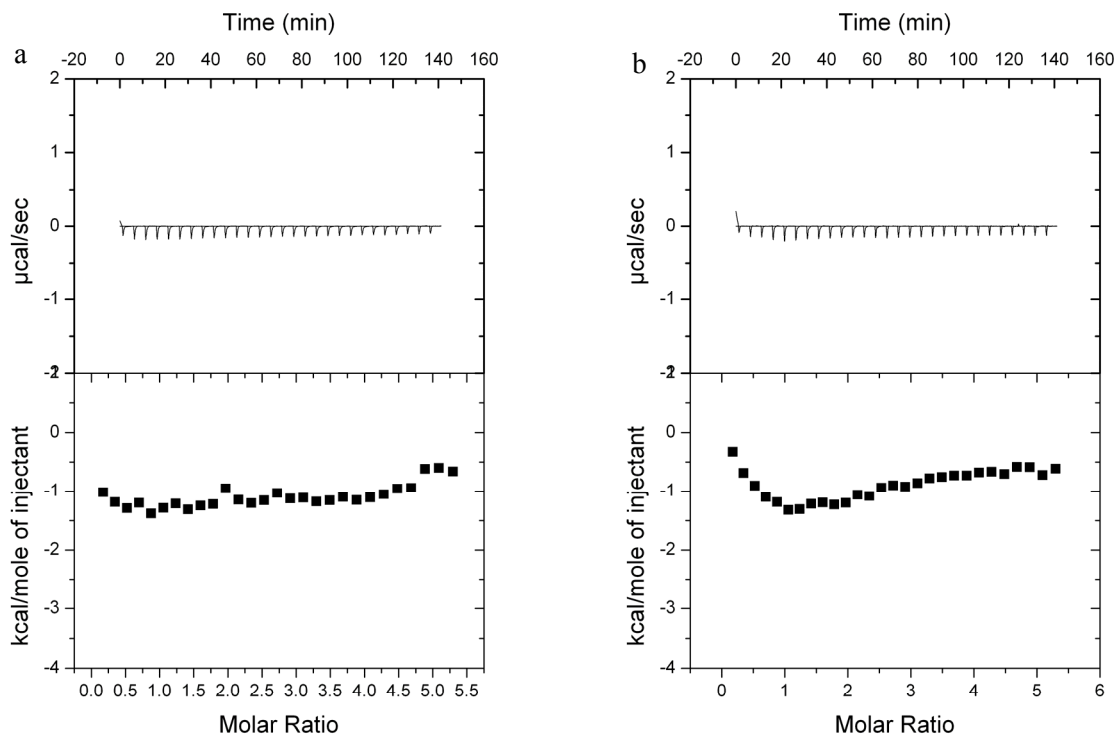 a
Time (min)
-20 0 20 40 60 80 100 120 140 160
µcal/sec
2
1
0
-1
-2
kcal/mole of injectant
1
0
-1
-2
-3
-4
0.0 0.5 1.0 1.5 2.0 2.5 3.0 3.5 4.0 4.5 5.0 5.5
Molar Ratio
b
Time (min)
-20 0 20 40 60 80 100 120 140 160
µcal/sec
2
1
0
-1
-2
kcal/mole of injectant
1
0
-1
-2
-3
-4
0 1 2 3 4 5 6
Molar Ratio